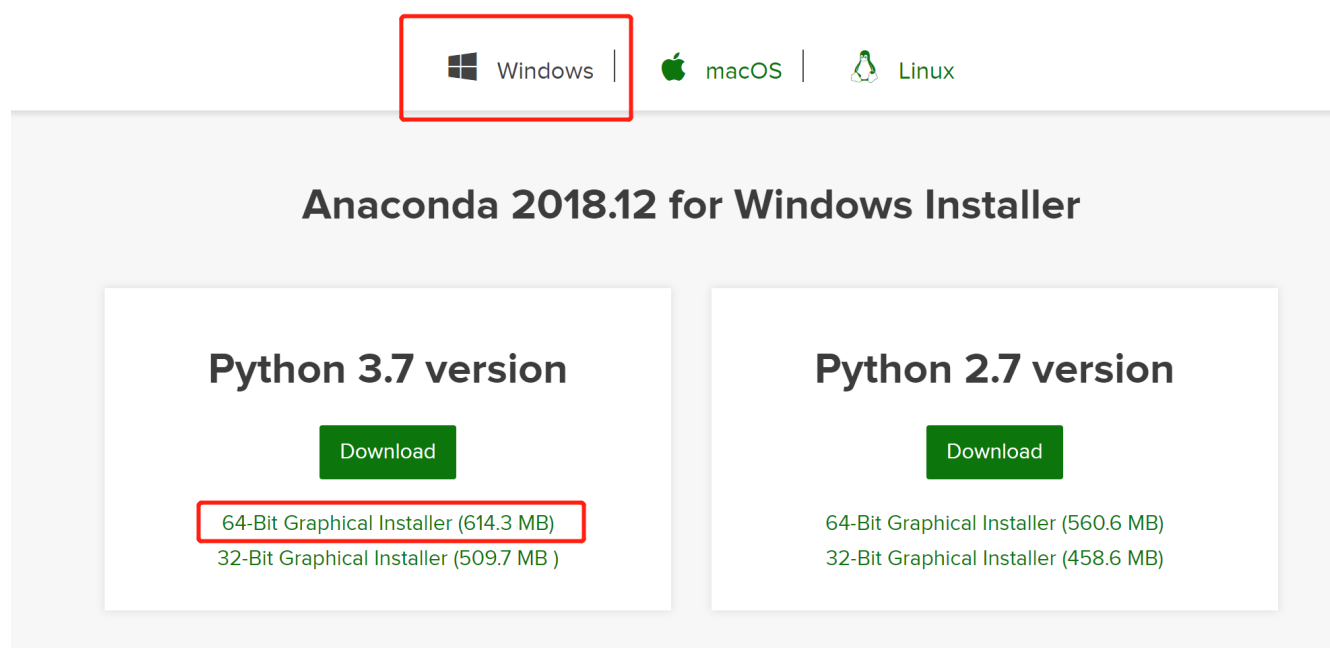 Windows macOS Linux
Anaconda 2018.12 for Windows Installer
Python 3.7 version
Download
64-Bit Graphical Installer (614.3 MB)
32-Bit Graphical Installer (509.7 MB )
Python 2.7 version
Download
64-Bit Graphical Installer (560.6 MB)
32-Bit Graphical Installer (458.6 MB)